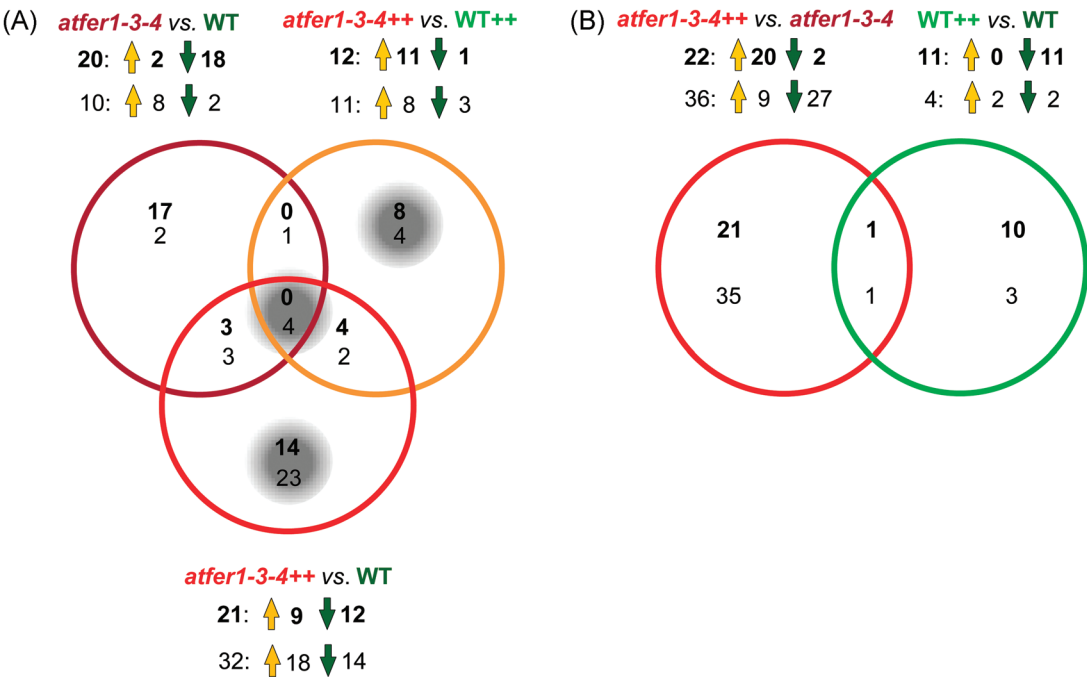 (A)
atfer1-3-4 vs. WT
20: 2 18
10: 8 2
atfer1-3-4++ vs. WT++
12: 11 1
11: 8 3
17
2
0
1
8
4
0
4
3
3
4
2
14
23
atfer1-3-4++ vs. WT
21: 9 12
32: 18 14
(B)
atfer1-3-4++ vs. atfer1-3-4
22: 20 2
36: 9 27
WT++ vs. WT
11: 0 11
4: 2 2
21
35
1
1
10
3